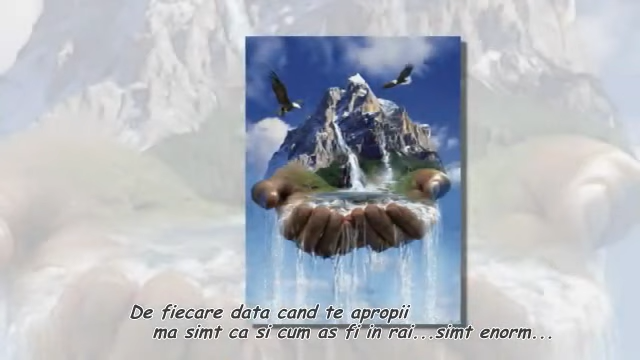 De fiecare data cand te apropii
ma simt ca si cum as fi in rai...simt enorm...